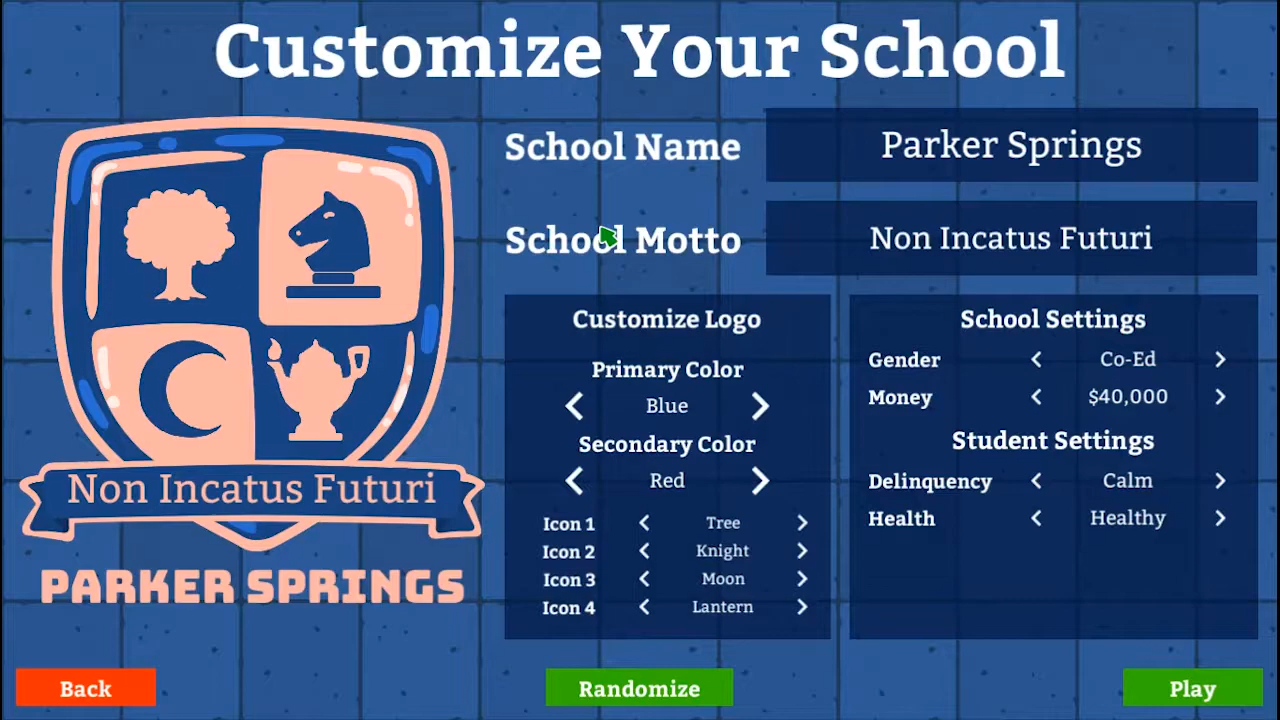 Customize Your School
School Name
Parker Springs
School Motto
Non Incatus Futuri
Non Incatus Futuri
PARKER SPRINGS
Customize Logo
Primary Color
< Blue >
Secondary Color
< Red >
Icon 1 < Tree >
Icon 2 < Knight >
Icon 3 < Moon >
Icon 4 < Lantern >
School Settings
Gender < Co-Ed >
Money < $40,000 >
Student Settings
Delinquency < Calm >
Health < Healthy >
Back
Randomize
Play